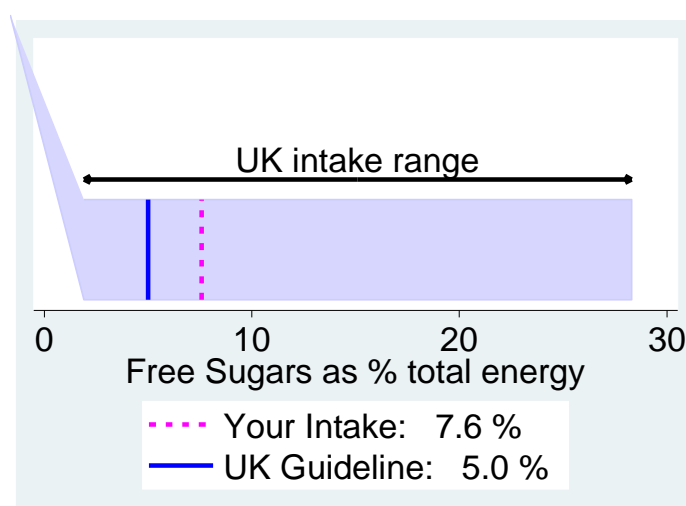 UK intake range
0 10 20 30
Free Sugars as % total energy
Your Intake: 7.6 %
UK Guideline: 5.0 %